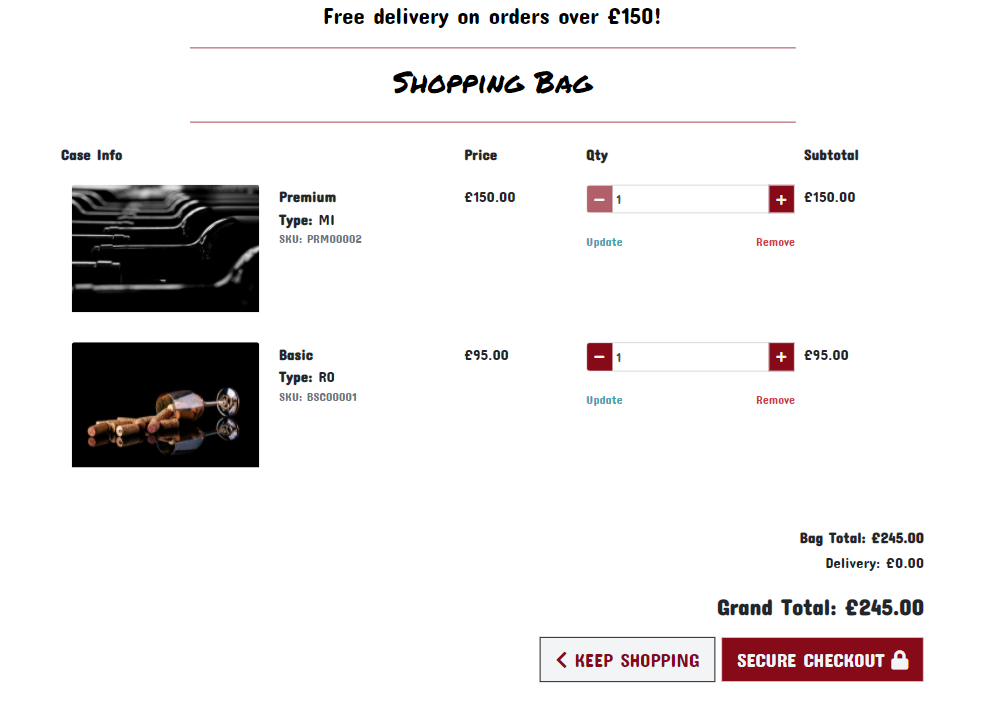 Free delivery on orders over £150!
Shopping Bag
Case Info Price Qty Subtotal
Premium £150.00 1 £150.00
Type: MI
SKU: PRM00002
Update Remove
Basic £95.00 1 £95.00
Type: RO
SKU: BSC00001
Update Remove
Bag Total: £245.00
Delivery: £0.00
Grand Total: £245.00
KEEP SHOPPING SECURE CHECKOUT